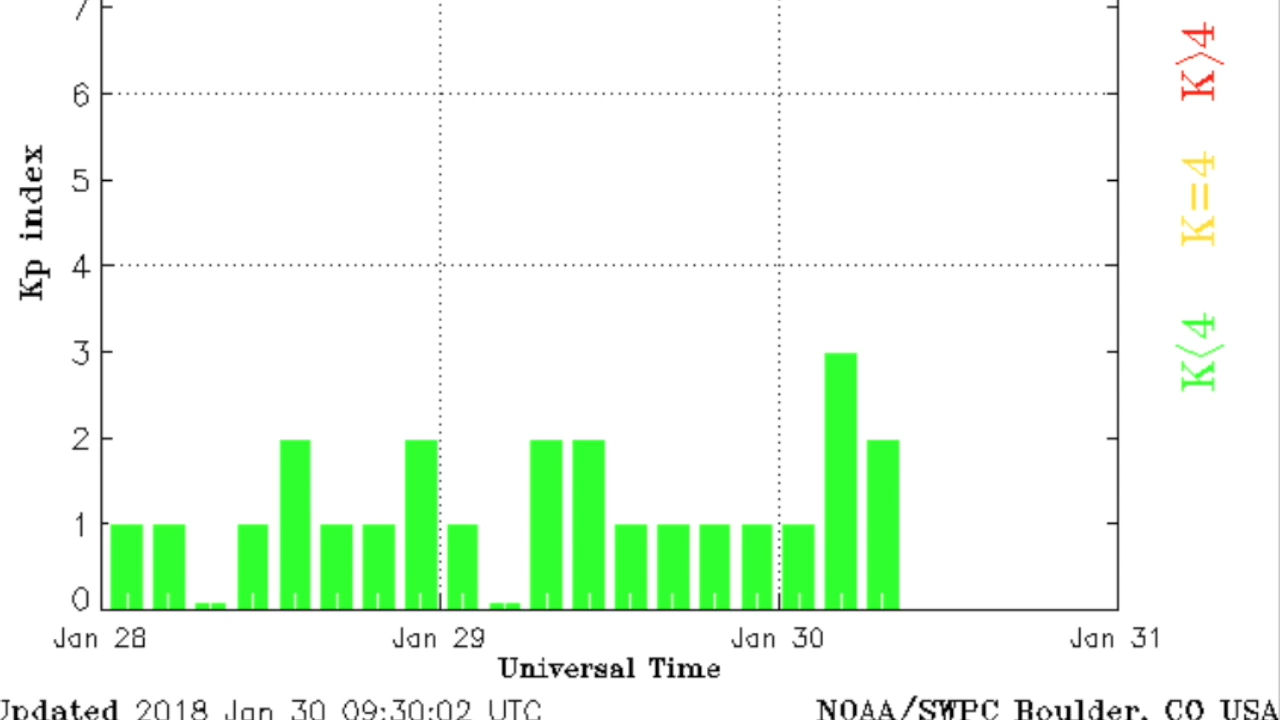 7
6
5
4
3
2
1
0
Kp index
Jan 28 Jan 29 Jan 30 Jan 31
Universal Time
Updated 2018 Jan 30 09:30:02 UTC
NOAA/SWPC Boulder, CO USA
K>4
K=4
K<4